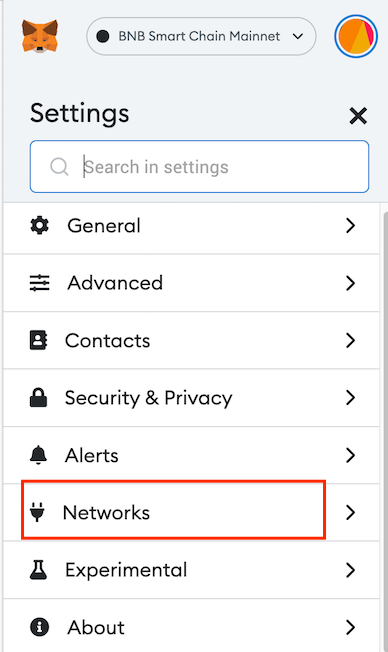 BNB Smart Chain Mainnet
Settings
Search in settings
General
Advanced
Contacts
Security & Privacy
Alerts
Networks
Experimental
About